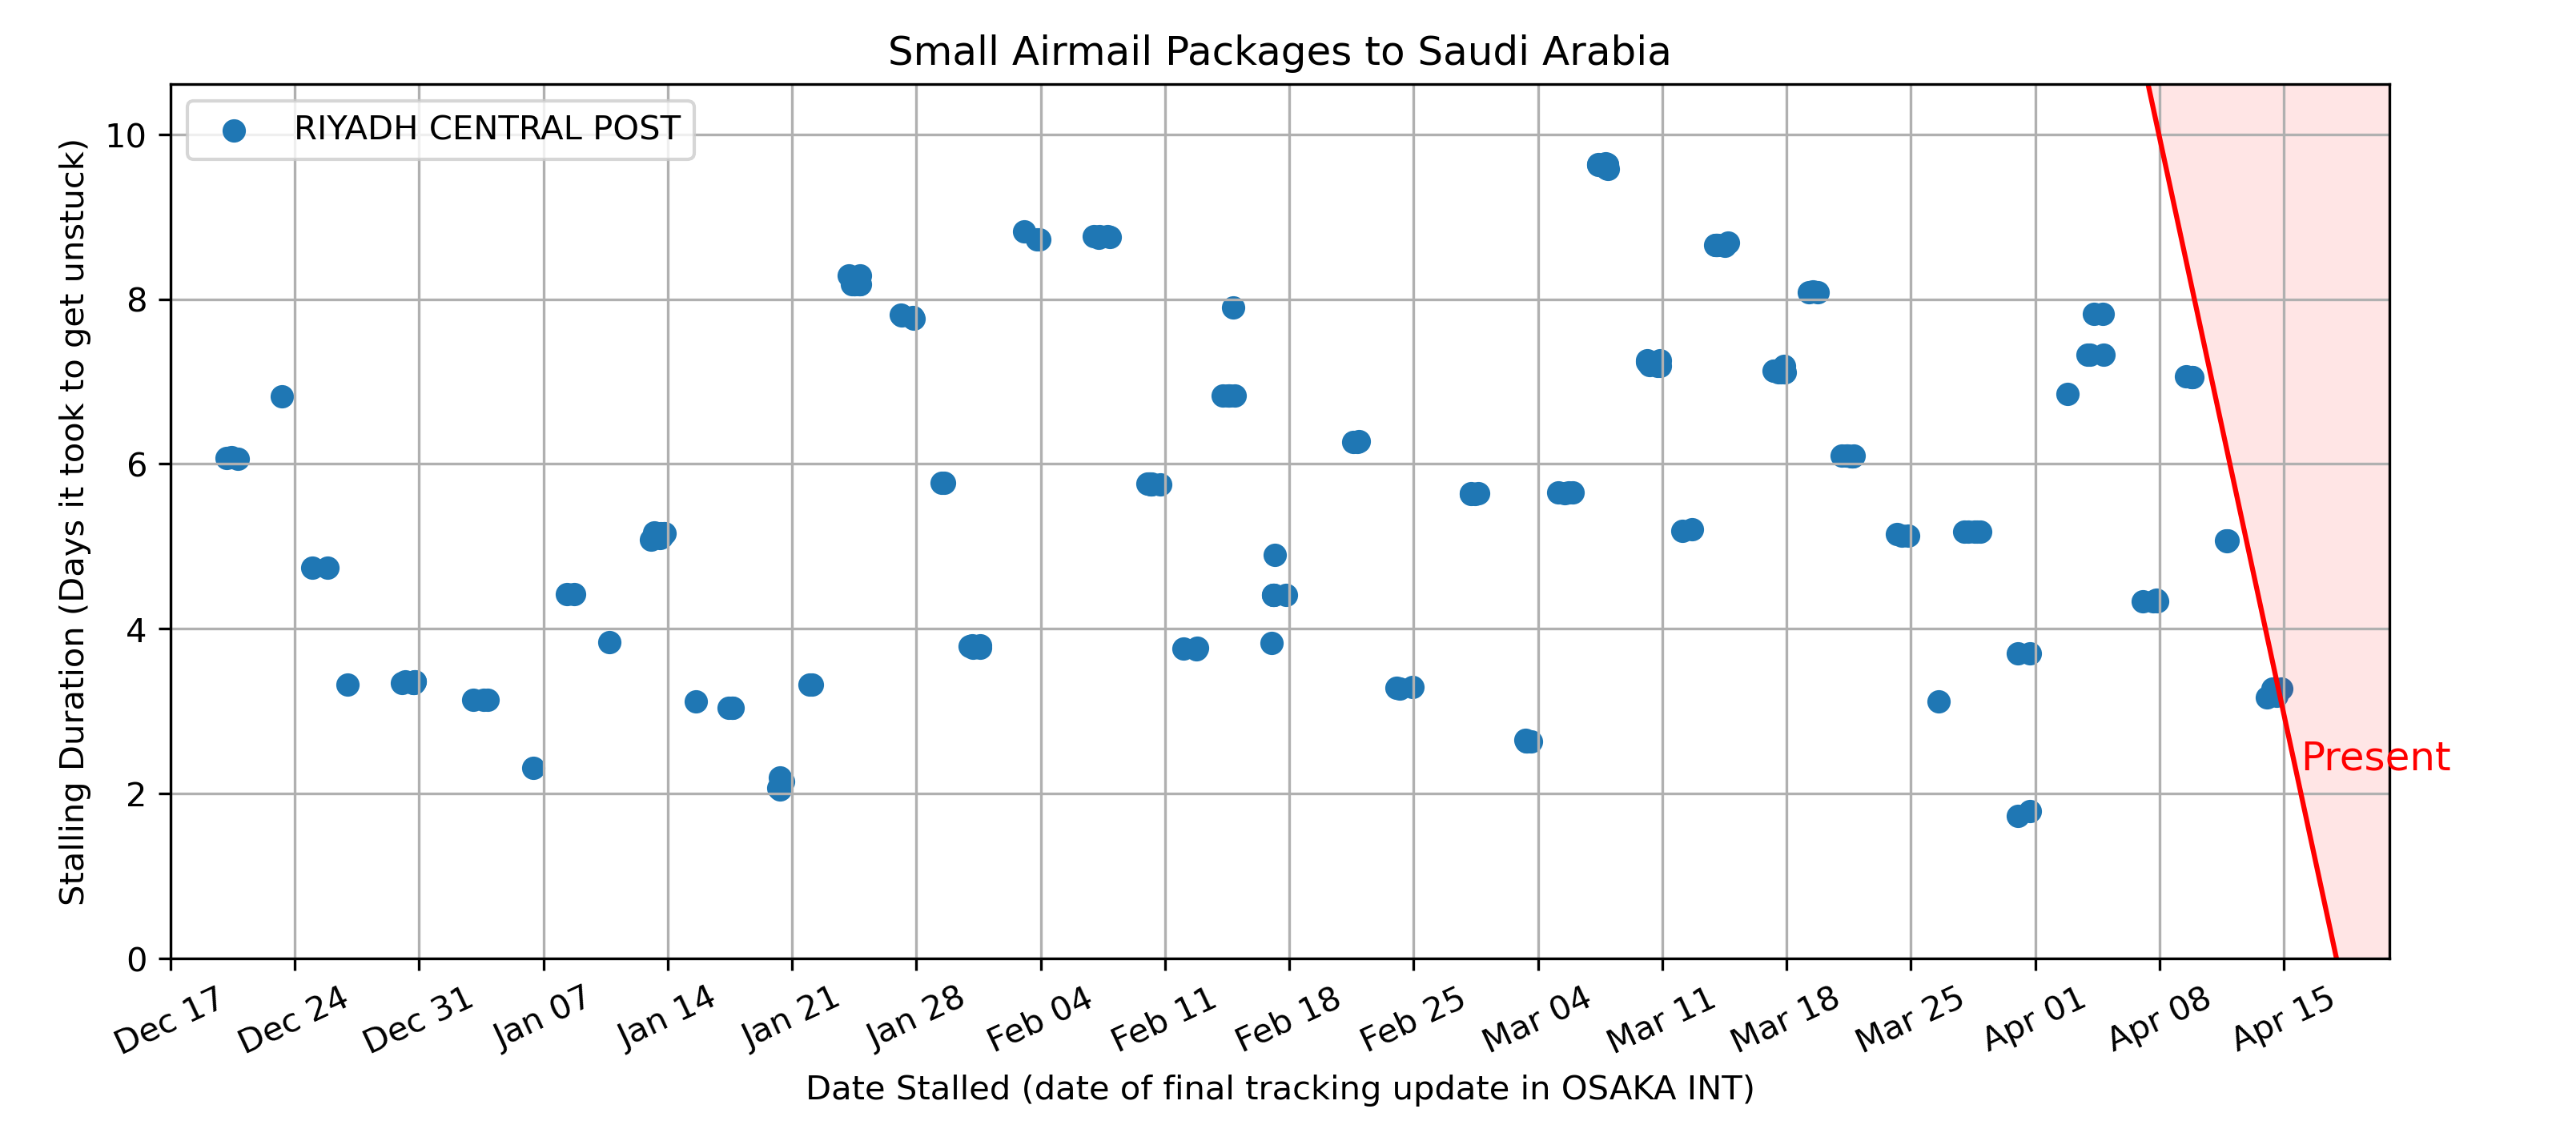 Small Airmail Packages to Saudi Arabia
RIYADH CENTRAL POST
Stalling Duration (Days it took to get unstuck)
10
8
6
4
2
0
Present
Dec 17
Dec 24
Dec 31
Jan 07
Jan 14
Jan 21
Jan 28
Feb 04
Feb 11
Feb 18
Feb 25
Mar 04
Mar 11
Mar 18
Mar 25
Apr 01
Apr 08
Apr 15
Date Stalled (date of final tracking update in OSAKA INT)